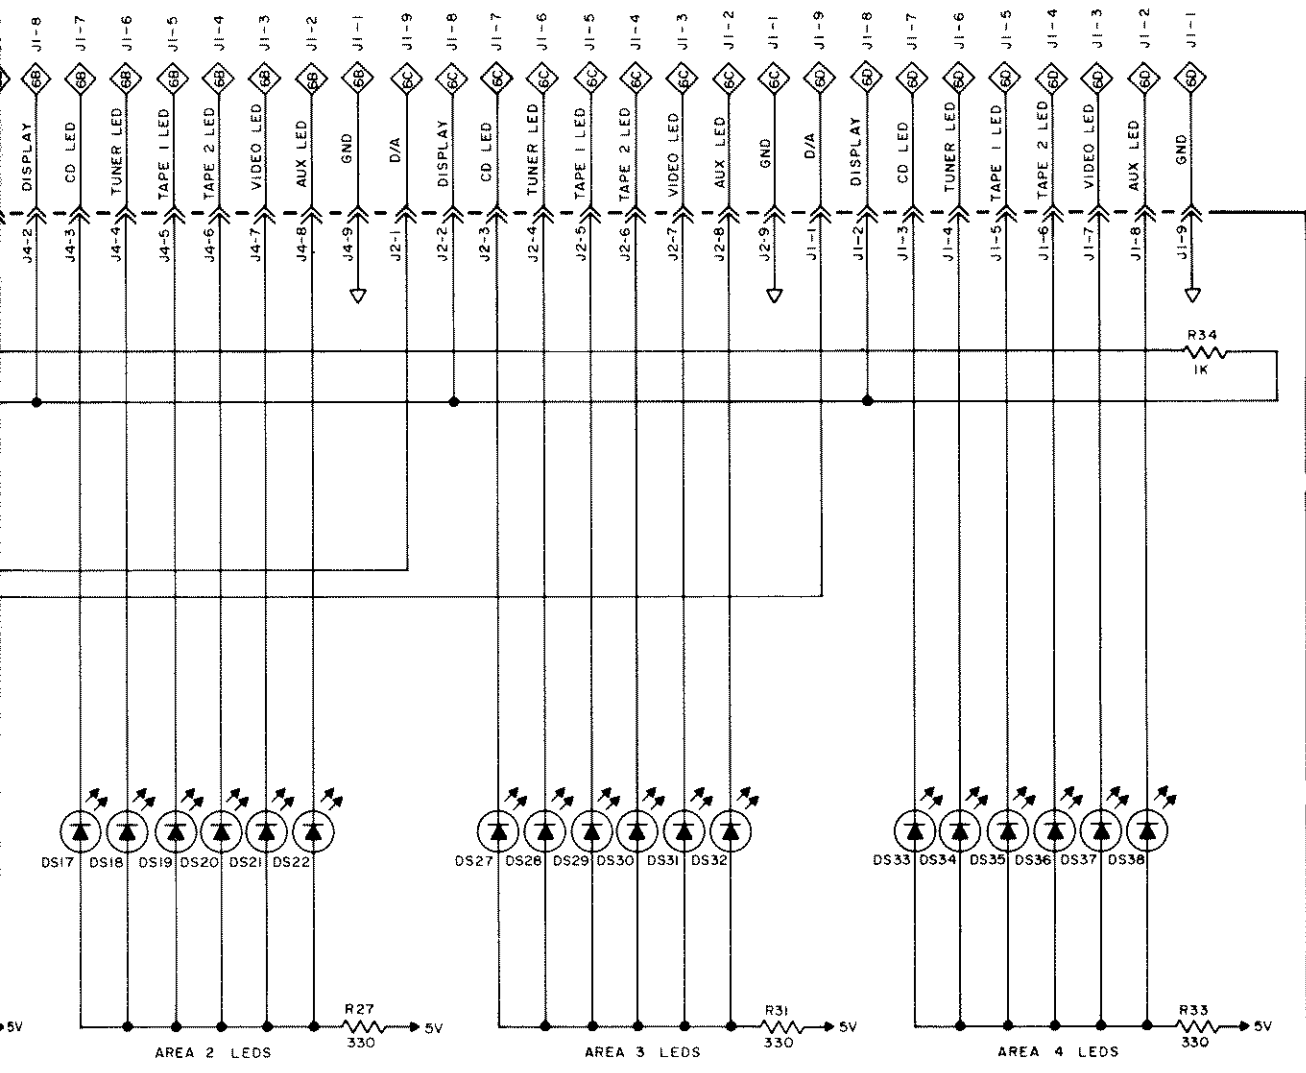 J1-8 J1-7 J1-6 J1-5 J1-4 J1-3 J1-2 J1-1 J1-9 J1-8 J1-7 J1-6 J1-5 J1-4 J1-3 J1-2 J1-1 J1-9 J1-8 J1-7 J1-6 J1-5 J1-4 J1-3 J1-2 J1-1
6B 6B 6B 6B 6B 6B 6B 6B 6C 6C 6C 6C 6C 6C 6C 6C 6C 6D 6D 6D 6D 6D 6D 6D 6D 6D
DISPLAY CD LED TUNER LED TAPE 1 LED TAPE 2 LED VIDEO LED AUX LED GND D/A DISPLAY CD LED TUNER LED TAPE 1 LED TAPE 2 LED VIDEO LED AUX LED GND D/A DISPLAY CD LED TUNER LED TAPE 1 LED TAPE 2 LED VIDEO LED AUX LED GND
J4-2 J4-3 J4-4 J4-5 J4-6 J4-7 J4-8 J4-9 J2-1 J2-2 J2-3 J2-4 J2-5 J2-6 J2-7 J2-8 J2-9 J1-1 J1-2 J1-3 J1-4 J1-5 J1-6 J1-7 J1-8 J1-9
R34
1K
DS17 DS18 DS19 DS20 DS21 DS22 DS27 DS28 DS29 DS30 DS31 DS32 DS33 DS34 DS35 DS36 DS37 DS38
R27 R31 R33
5V 5V 5V 5V
330 330 330
AREA 2 LEDS AREA 3 LEDS AREA 4 LEDS